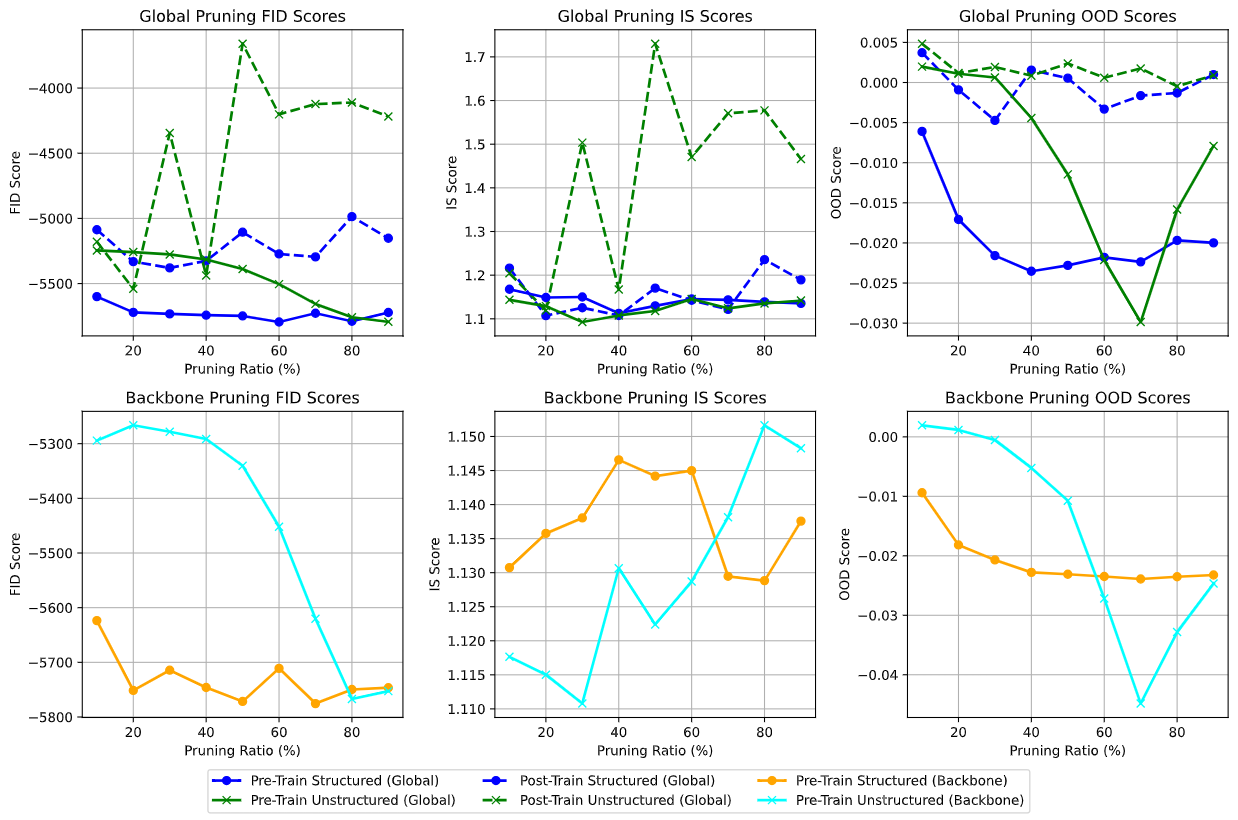 Global Pruning FID Scores
FID Score
−4000
−4500
−5000
−5500
20 40 60 80
Pruning Ratio (%)
Global Pruning IS Scores
IS Score
1.7
1.6
1.5
1.4
1.3
1.2
1.1
20 40 60 80
Pruning Ratio (%)
Global Pruning OOD Scores
OOD Score
0.005
0.000
−0.005
−0.010
−0.015
−0.020
−0.025
−0.030
20 40 60 80
Pruning Ratio (%)
Backbone Pruning FID Scores
FID Score
−5300
−5400
−5500
−5600
−5700
−5800
20 40 60 80
Pruning Ratio (%)
Backbone Pruning IS Scores
IS Score
1.150
1.145
1.140
1.135
1.130
1.125
1.120
1.115
1.110
20 40 60 80
Pruning Ratio (%)
Backbone Pruning OOD Scores
OOD Score
0.00
−0.01
−0.02
−0.03
−0.04
20 40 60 80
Pruning Ratio (%)
Pre-Train Structured (Global)
Pre-Train Unstructured (Global)
Post-Train Structured (Global)
Post-Train Unstructured (Global)
Pre-Train Structured (Backbone)
Pre-Train Unstructured (Backbone)